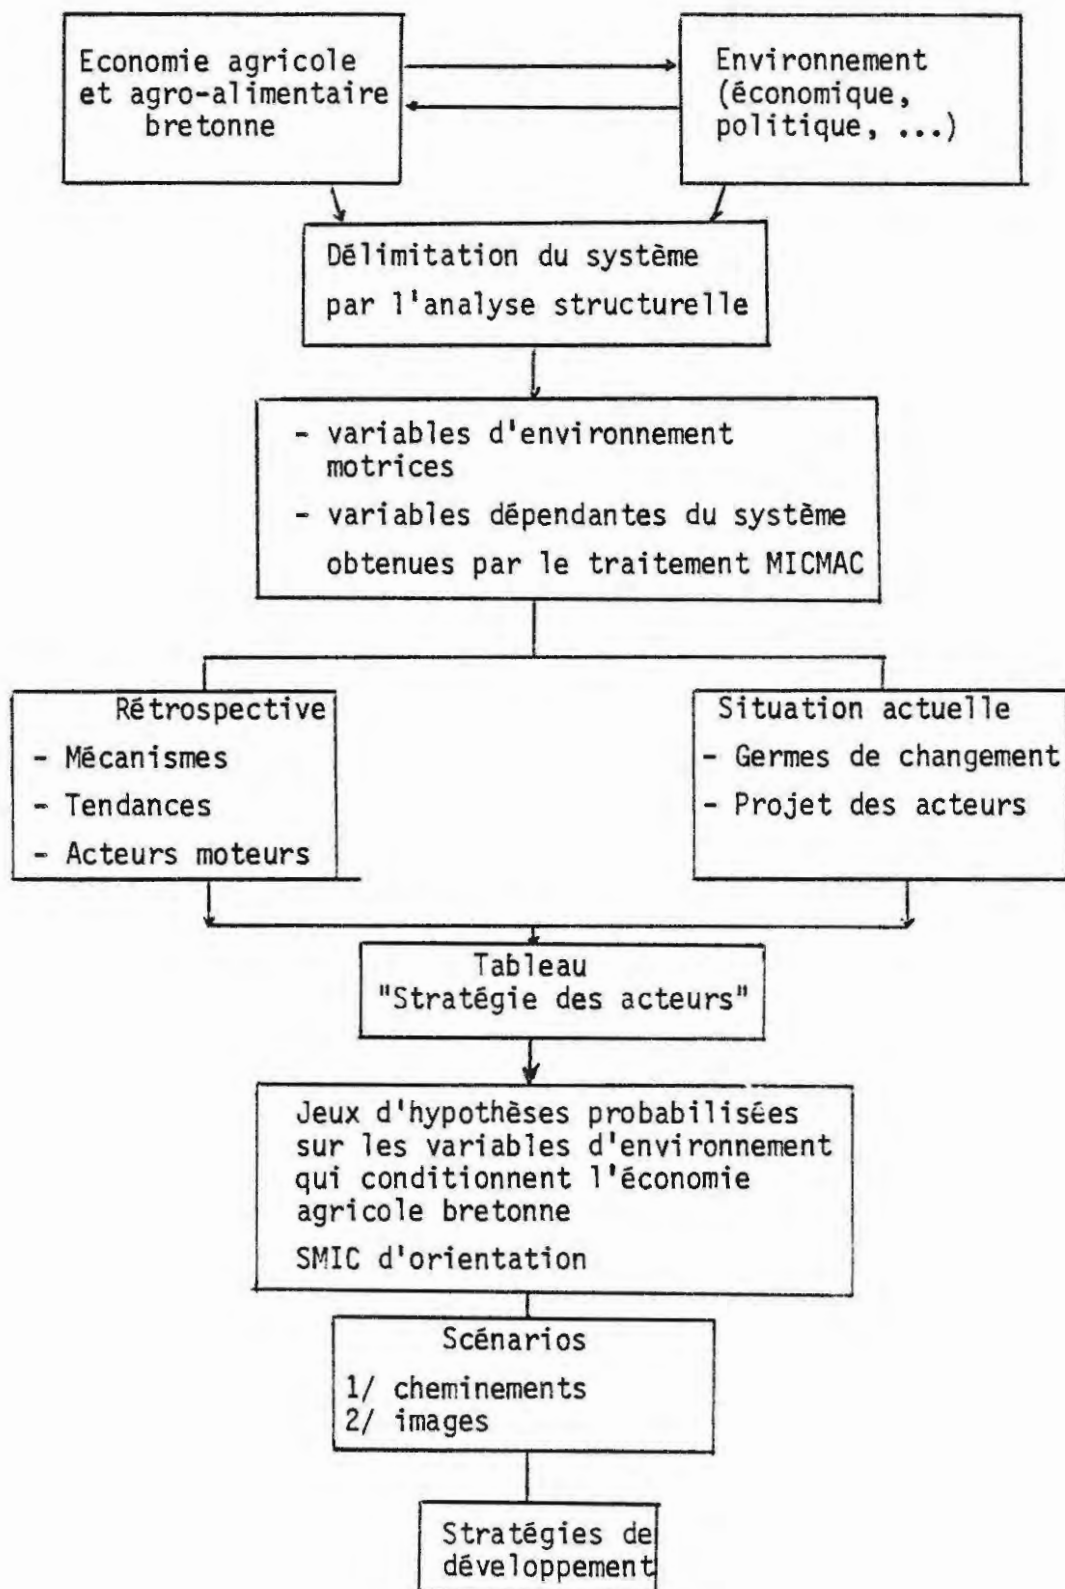 Economie agricole
et agro-alimentaire
bretonne
Environnement
(économique,
politique, ...)
Délimitation du système
par l'analyse structurelle
- variables d'environnement
motrices
- variables dépendantes du système
obtenues par le traitement MICMAC
Rétrospective
- Mécanismes
- Tendances
- Acteurs moteurs
Situation actuelle
- Germes de changement
- Projet des acteurs
Tableau
"Stratégie des acteurs"
Jeux d'hypothèses probabilisées
sur les variables d'environnement
qui conditionnent l'économie
agricole bretonne
SMIC d'orientation
Scénarios
1/ cheminements
2/ images
Stratégies de
développement